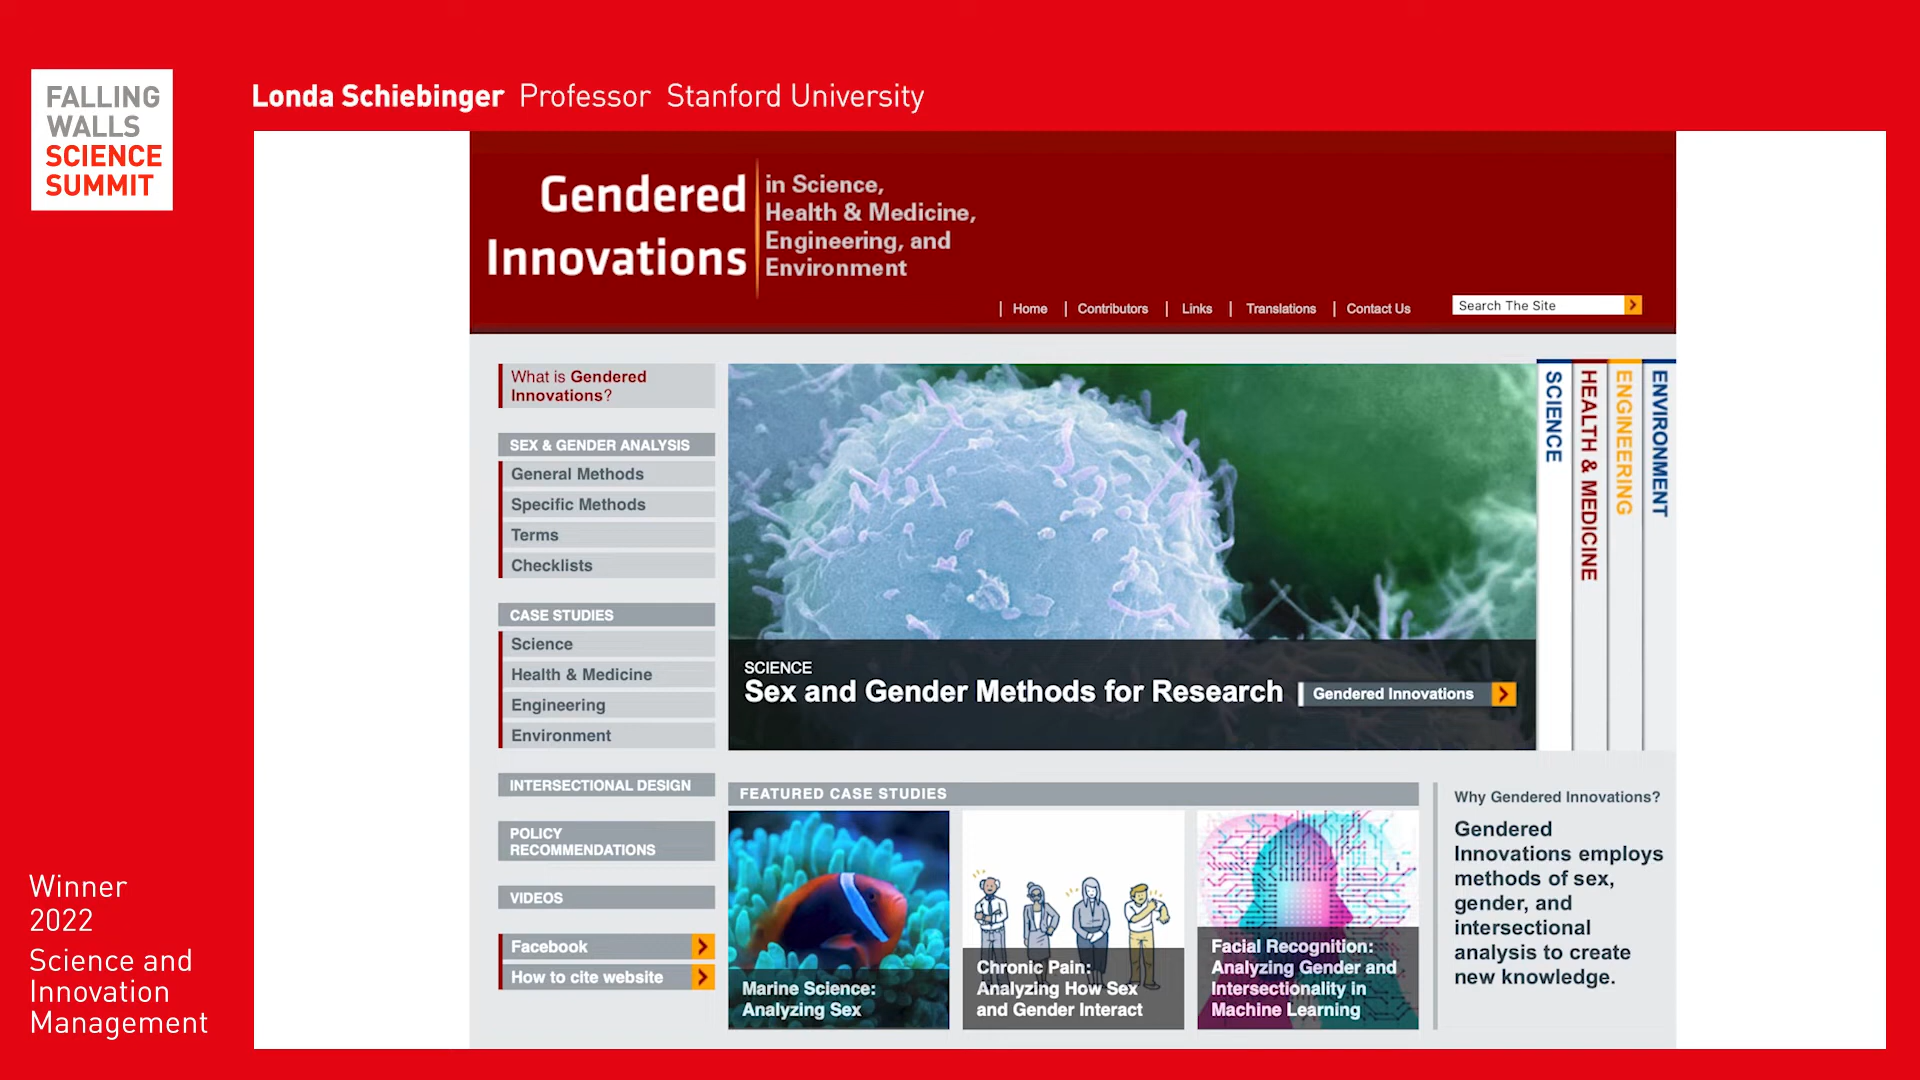 FALLING
WALLS
SCIENCE
SUMMIT
Londa Schiebinger Professor Stanford University
Gendered
Innovations
in Science,
Health & Medicine,
Engineering, and
Environment
Home
Contributors
Links
Translations
Contact Us
Search The Site
What is Gendered
Innovations?
SEX & GENDER ANALYSIS
General Methods
Specific Methods
Terms
Checklists
CASE STUDIES
Science
Health & Medicine
Engineering
Environment
INTERSECTIONAL DESIGN
POLICY
RECOMMENDATIONS
VIDEOS
Facebook
How to cite website
SCIENCE
Sex and Gender Methods for Research
Gendered Innovations
SCIENCE
HEALTH & MEDICINE
ENGINEERING
ENVIRONMENT
FEATURED CASE STUDIES
Marine Science:
Analyzing Sex
Chronic Pain:
Analyzing How Sex
and Gender Interact
Facial Recognition:
Analyzing Gender and
Intersectionality in
Machine Learning
Why Gendered Innovations?
Gendered
Innovations employs
methods of sex,
gender, and
intersectional
analysis to create
new knowledge.
Winner
2022
Science and
Innovation
Management